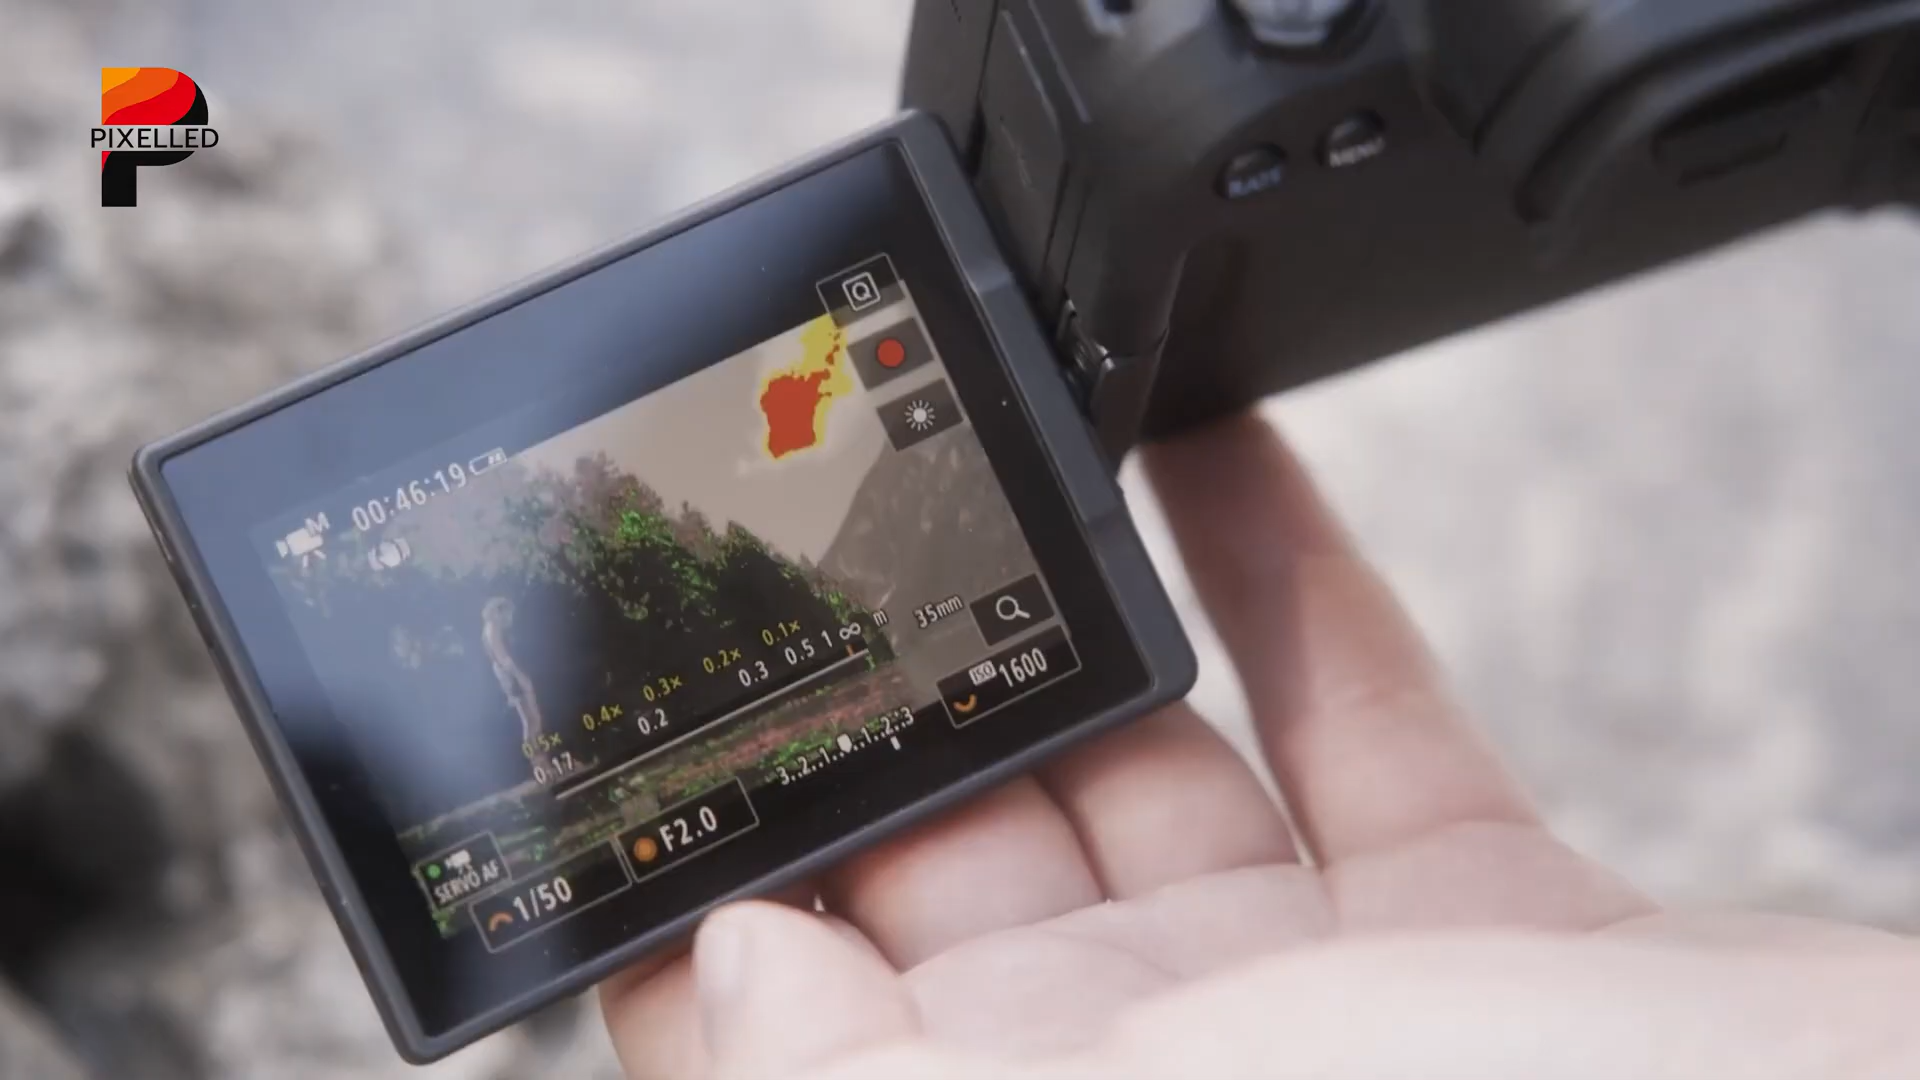 PIXELLED
RATE
MENU
Q
M 00:46:19
0.5x 0.4x 0.3x 0.2x 0.1x
0.17 0.2 0.3 0.5 1 ∞ m
35mm
ISO 1600
3..2..1..1..2..3
SERVO AF
1/50
F2.0